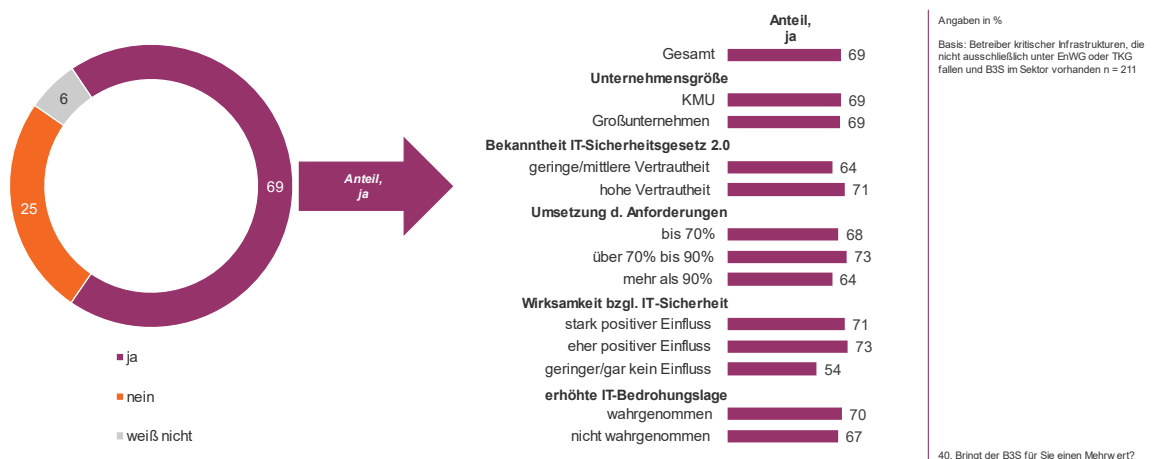 6
25
69
Anteil,
ja
ja
nein
weiß nicht
Anteil,
ja
Gesamt 69
Unternehmensgröße
KMU 69
Großunternehmen 69
Bekanntheit IT-Sicherheitsgesetz 2.0
geringe/mittlere Vertrautheit 64
hohe Vertrautheit 71
Umsetzung d. Anforderungen
bis 70% 68
über 70% bis 90% 73
mehr als 90% 64
Wirksamkeit bzgl. IT-Sicherheit
stark positiver Einfluss 71
eher positiver Einfluss 73
geringer/gar kein Einfluss 54
erhöhte IT-Bedrohungslage
wahrgenommen 70
nicht wahrgenommen 67
Angaben in %
Basis: Betreiber kritischer Infrastrukturen, die
nicht ausschließlich unter EnWG oder TKG
fallen und B3S im Sektor vorhanden n = 211
40. Bringt der B3S für Sie einen Mehrwert?